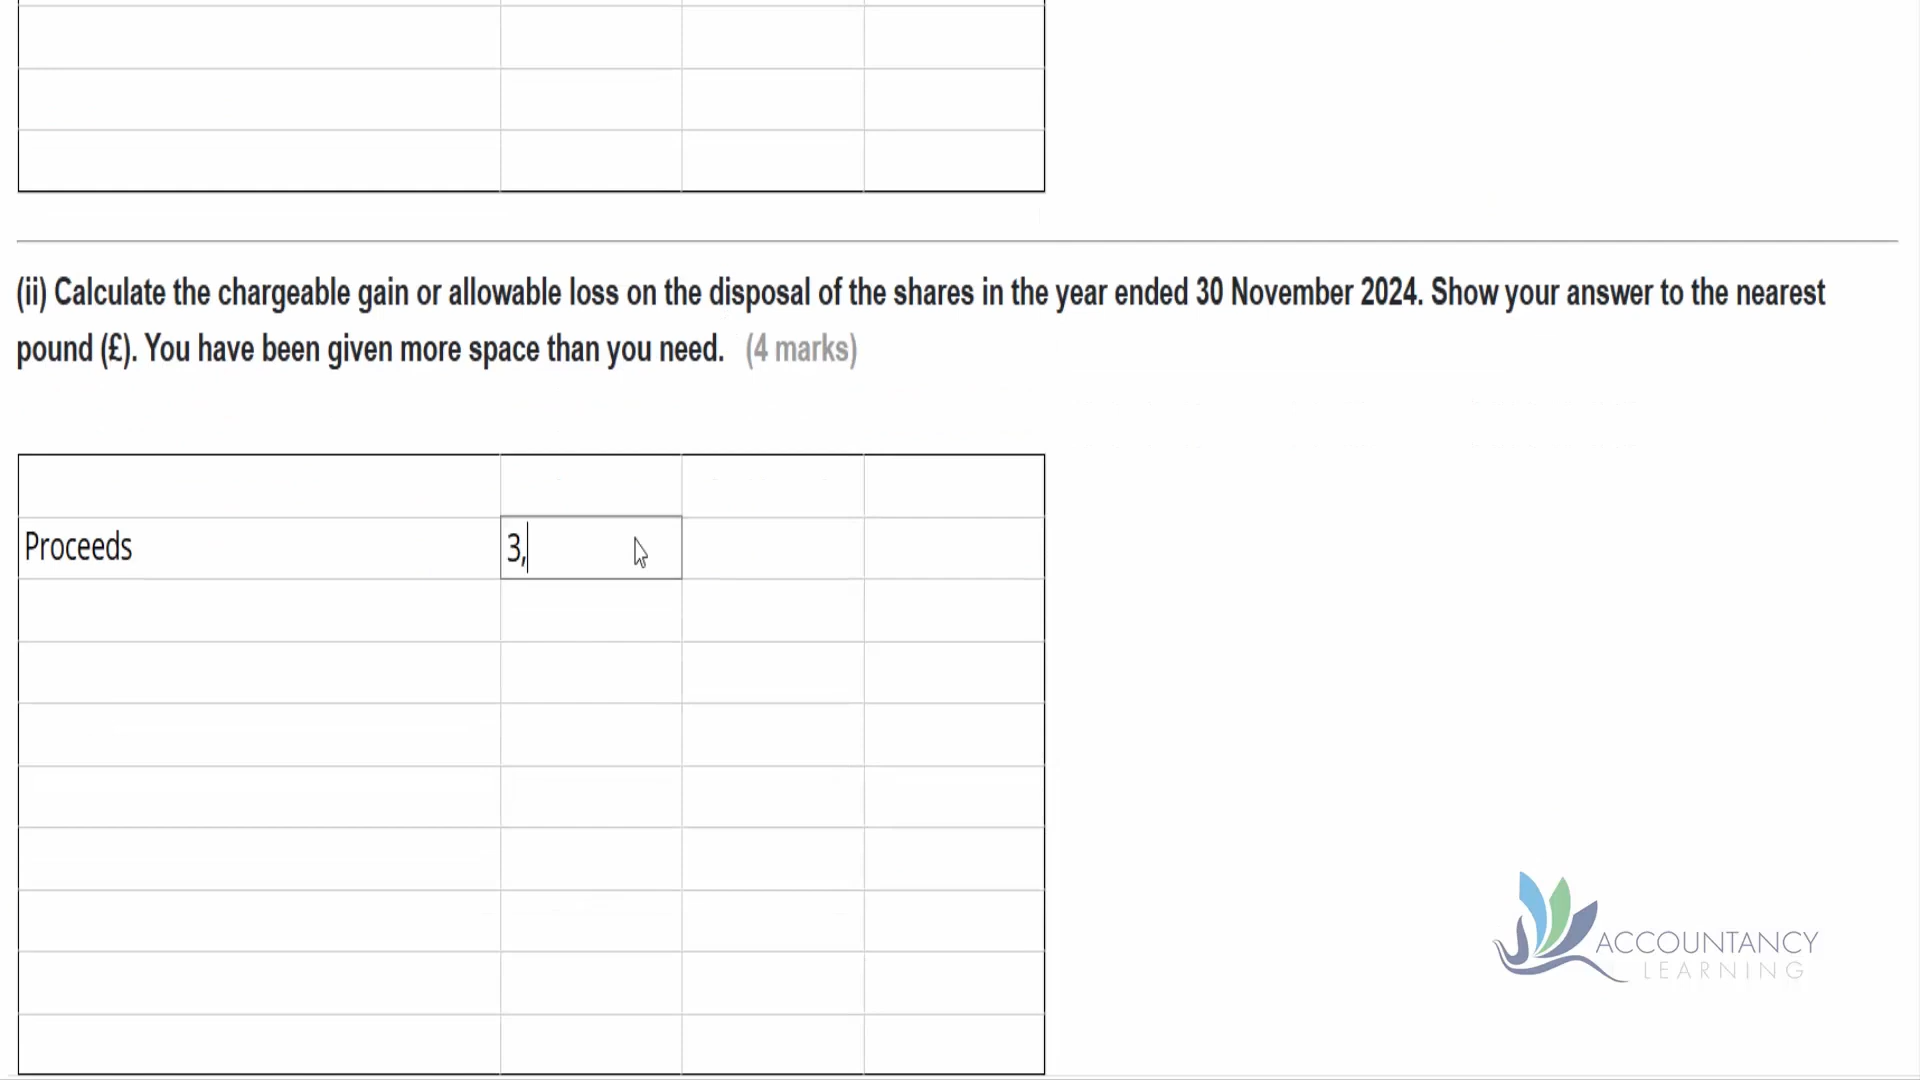 (ii) Calculate the chargeable gain or allowable loss on the disposal of the shares in the year ended 30 November 2024. Show your answer to the nearest
pound (£). You have been given more space than you need. (4 marks)
Proceeds 3,
ACCOUNTANCY
LEARNING